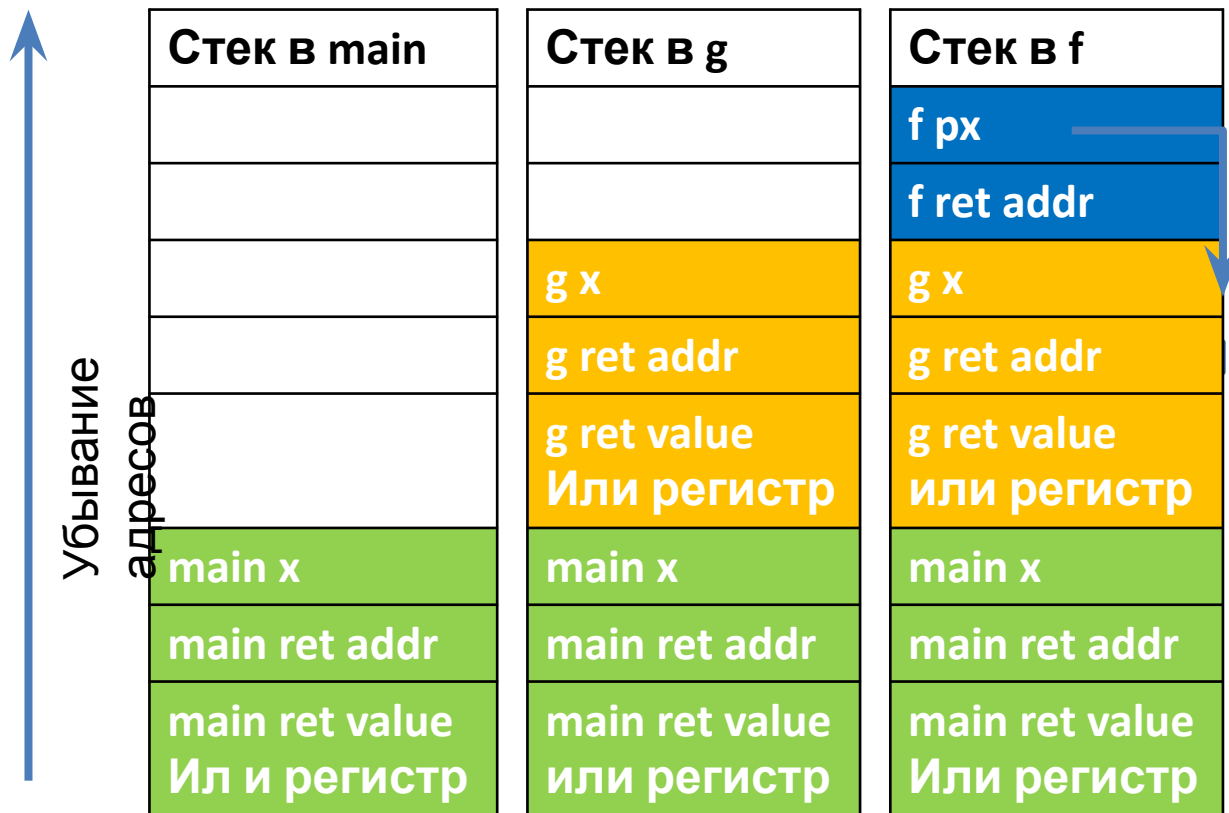 Убывание
адресов
Стек в main
main x
main ret addr
main ret value
Ил и регистр
Стек в g
g x
g ret addr
g ret value
Или регистр
main x
main ret addr
main ret value
или регистр
Стек в f
f px
f ret addr
g x
g ret addr
g ret value
или регистр
main x
main ret addr
main ret value
Или регистр